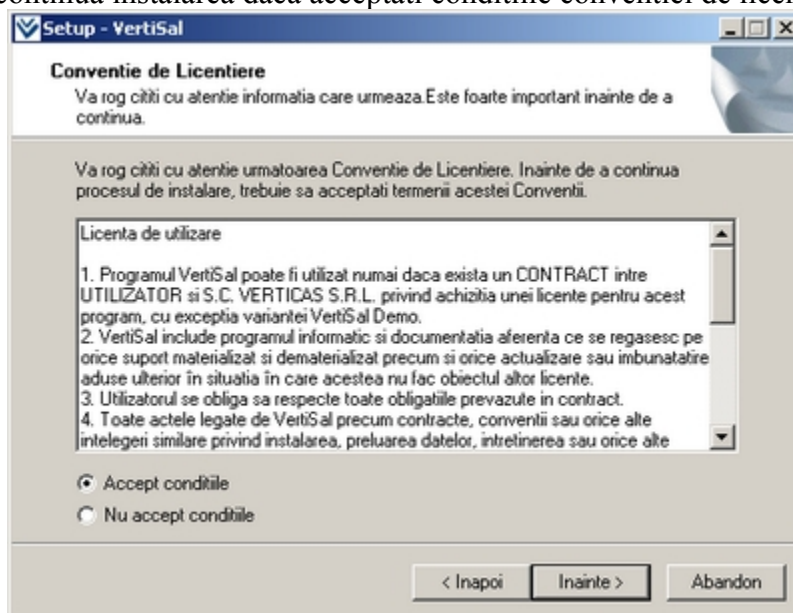 continua instalarea daca acceptati conditiile conventiei de
Setup - VertiSal
Conventie de Licentiere
Va rog cititi cu atentie informatia care urmeaza.Este foarte important inainte de a
continua.
Va rog cititi cu atentie urmatoarea Conventie de Licentiere. Inainte de a continua
procesul de instalare, trebuie sa acceptati termenii acestei Conventii.
Licenta de utilizare
1. Programul VertiSal poate fi utilizat numai daca exista un CONTRACT intre
UTILIZATOR si S.C. VERTICAS S.R.L. privind achizitia unei licente pentru acest
program, cu exceptia variantei VertiSal Demo.
2. VertiSal include programul informatic si documentatia aferenta ce se regasesc pe
orice suport materializat si dematerializat precum si orice actualizare sau imbunatatire
aduse ulterior în situatia în care acestea nu fac obiectul altor licente.
3. Utilizatorul se obliga sa respecte toate obligatiile prevazute in contract.
4. Toate actele legate de VertiSal precum contracte, conventii sau orice alte
intelegeri similare privind instalarea, preluarea datelor, intretinerea sau orice alte
Accept conditiile
Nu accept conditiile
< Inapoi
Inainte >
Abandon